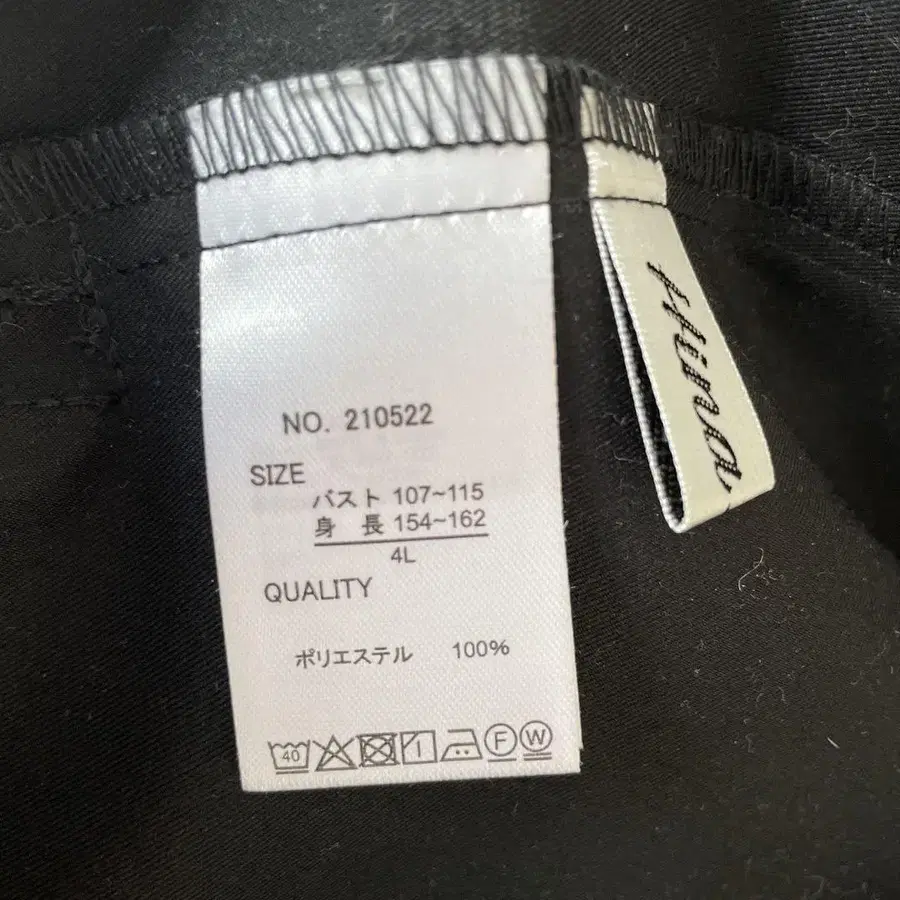 NO. 210522
SIZE
バスト 107~115
身 長 154~162
4L
QUALITY
ポリエステル 100%
40 F W